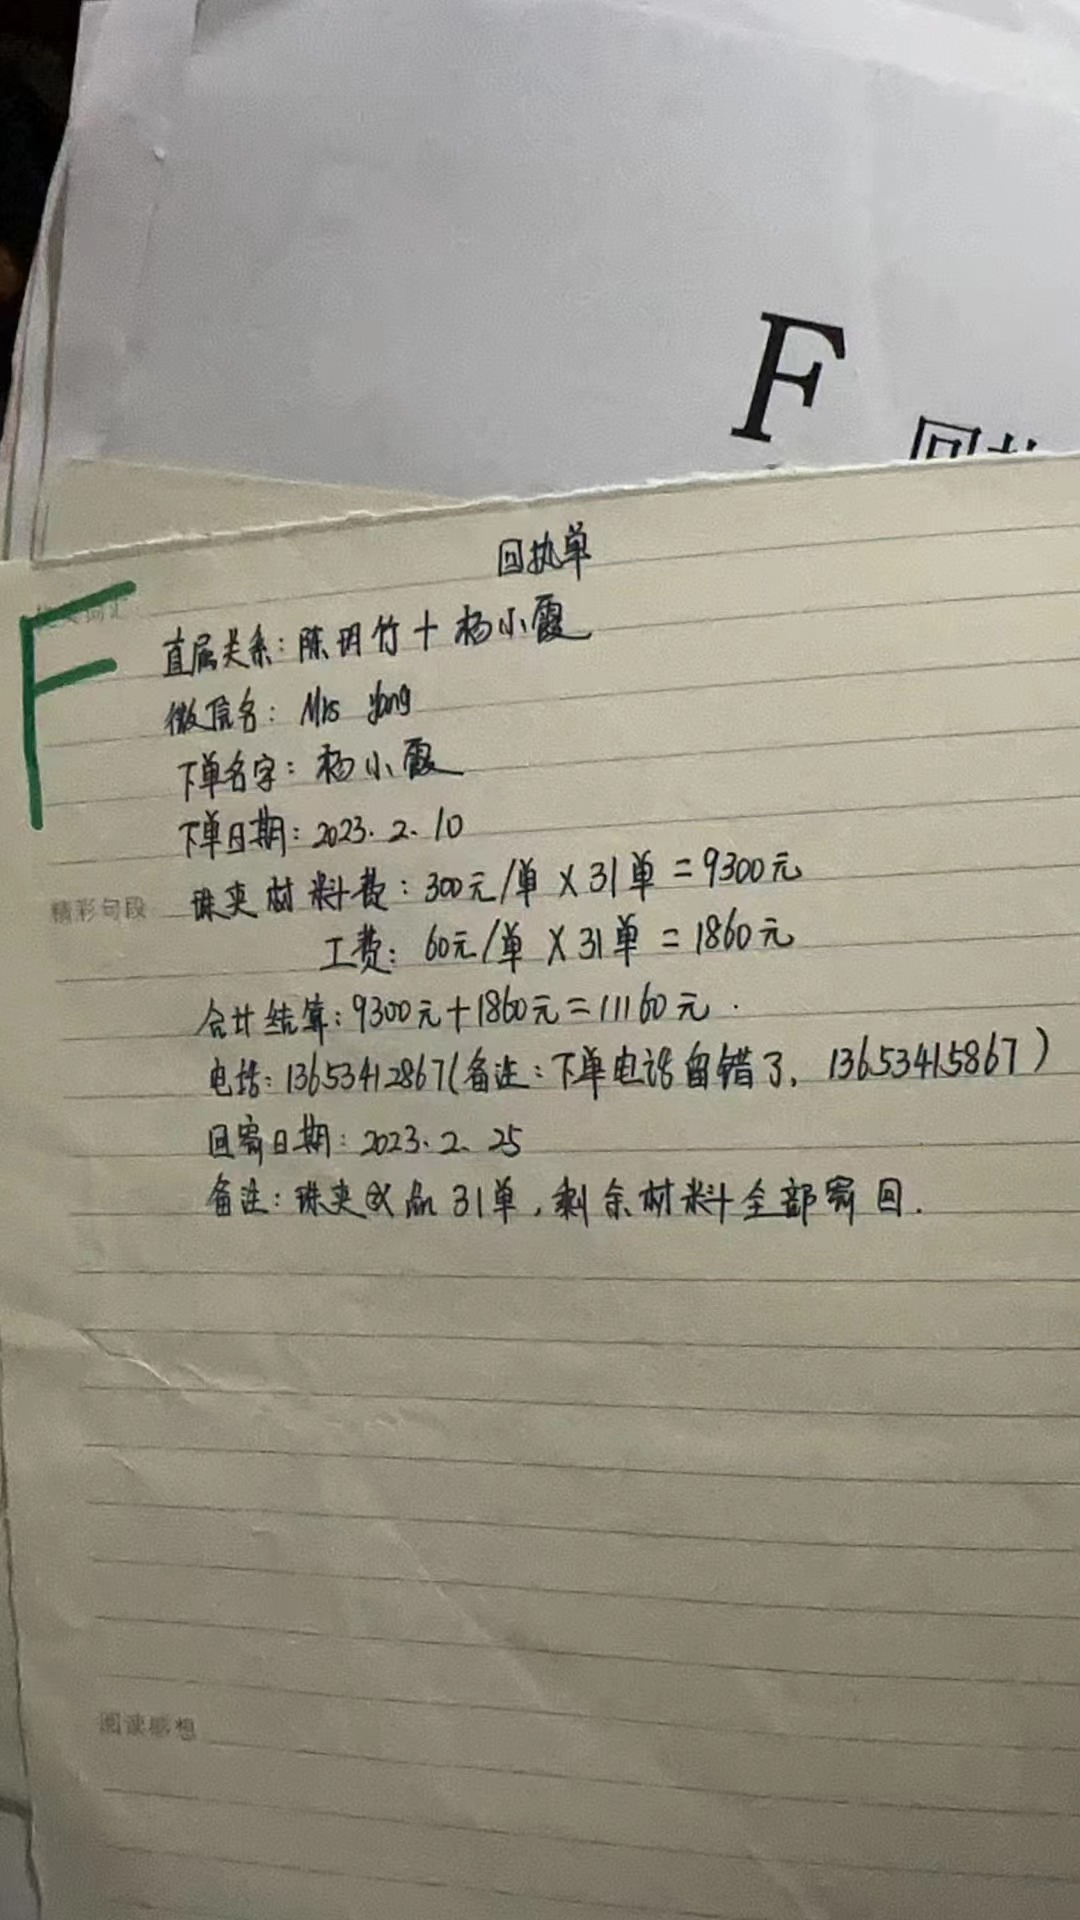 F
回执单
F
直属关系：陈玥竹＋杨小霞
微信名：Mrs yang
下单名字：杨小霞
下单日期：2023.2.10
珠夹材料费：300元/单×31单=9300元
精彩句段
工费：60元/单×31单=1860元
合计结算：9300元+1860元=11160元.
电话：13653412867(备注：下单电话留错了，13653415867)
回寄日期：2023.2.25
备注：珠夹成品31单，剩余材料全部寄回.
阅读感想